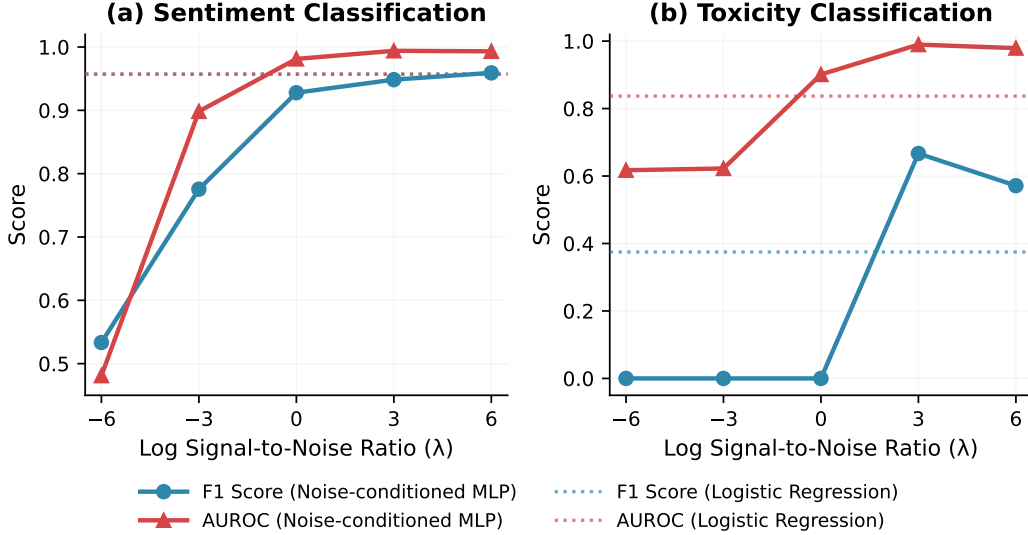 (a) Sentiment Classification
1.0
0.9
0.8
0.7
0.6
0.5
Score
−6
−3
0
3
6
Log Signal-to-Noise Ratio (λ)
(b) Toxicity Classification
1.0
0.8
0.6
0.4
0.2
0.0
Score
−6
−3
0
3
6
Log Signal-to-Noise Ratio (λ)
F1 Score (Noise-conditioned MLP)
AUROC (Noise-conditioned MLP)
F1 Score (Logistic Regression)
AUROC (Logistic Regression)